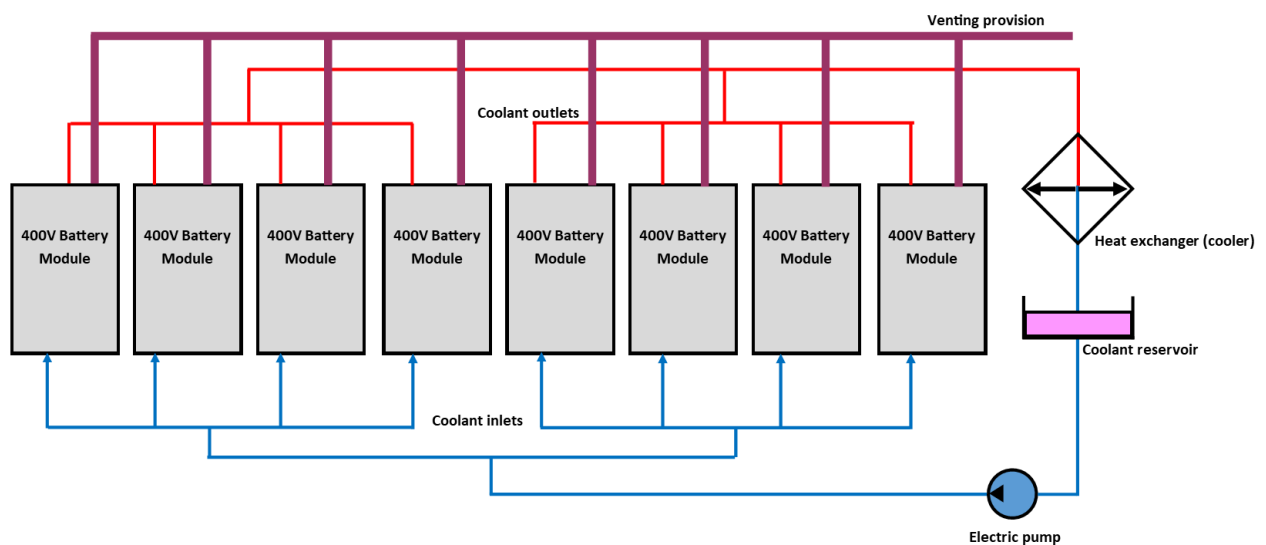 Venting provision
Coolant outlets
400V Battery
Module
400V Battery
Module
400V Battery
Module
400V Battery
Module
400V Battery
Module
400V Battery
Module
400V Battery
Module
400V Battery
Module
Heat exchanger (cooler)
Coolant reservoir
Coolant inlets
Electric pump